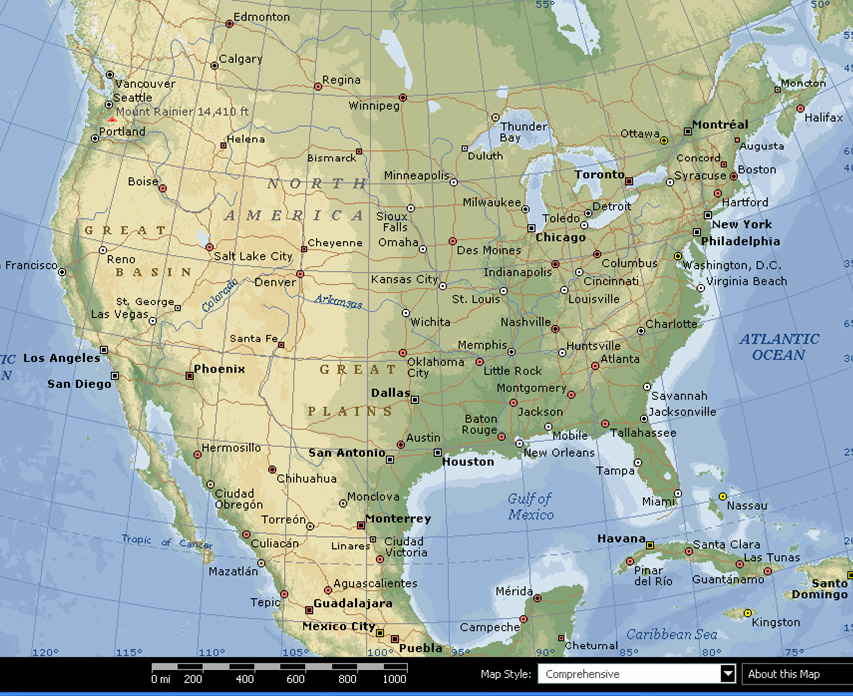 55°
50°
Edmonton
Calgary
Regina
Winnipeg
Vancouver
Seattle
Mount Rainier 14,410 ft
Portland
Helena
Bismarck
Thunder
Bay
Duluth
Ottawa
Montréal
Moncton
Halifax
Augusta
Concord
Boston
Syracuse
Toronto
Hartford
Minneapolis
Boise
NORTH
AMERICA
Sioux
Falls
Milwaukee
Detroit
Toledo
Chicago
New York
Philadelphia
GREAT
BASIN
Reno
Salt Lake City
Cheyenne
Omaha
Des Moines
Indianapolis
Columbus
Cincinnati
Washington, D.C.
Virginia Beach
Francisco
Denver
Kansas City
St. Louis
Louisville
St. George
Las Vegas
Colorado
Arkansas
Wichita
Nashville
Charlotte
Santa Fe
Memphis
Huntsville
Atlanta
ATLANTIC
OCEAN
Los Angeles
San Diego
Phoenix
GREAT
PLAINS
Oklahoma
City
Little Rock
Montgomery
Dallas
Jackson
Savannah
Jacksonville
Baton
Rouge
Mobile
Tallahassee
Austin
New Orleans
San Antonio
Houston
Tampa
Miami
Hermosillo
Chihuahua
Ciudad
Obregón
Monclova
Gulf of
Mexico
Nassau
Torreón
Monterrey
Culiacán
Linares
Ciudad
Victoria
Tropic of Cancer
Havana
Santa Clara
Las Tunas
Mazatlán
Pinar
del Río
Guantánamo
Santo
Domingo
Aguascalientes
Tepic
Guadalajara
Mérida
Mexico City
Campeche
Kingston
Puebla
Chetumal
Caribbean Sea
120°
115°
110°
105°
100°
95°
90°
85°
80°
75°
0 mi 200 400 600 800 1000
Map Style: Comprehensive
About this Map